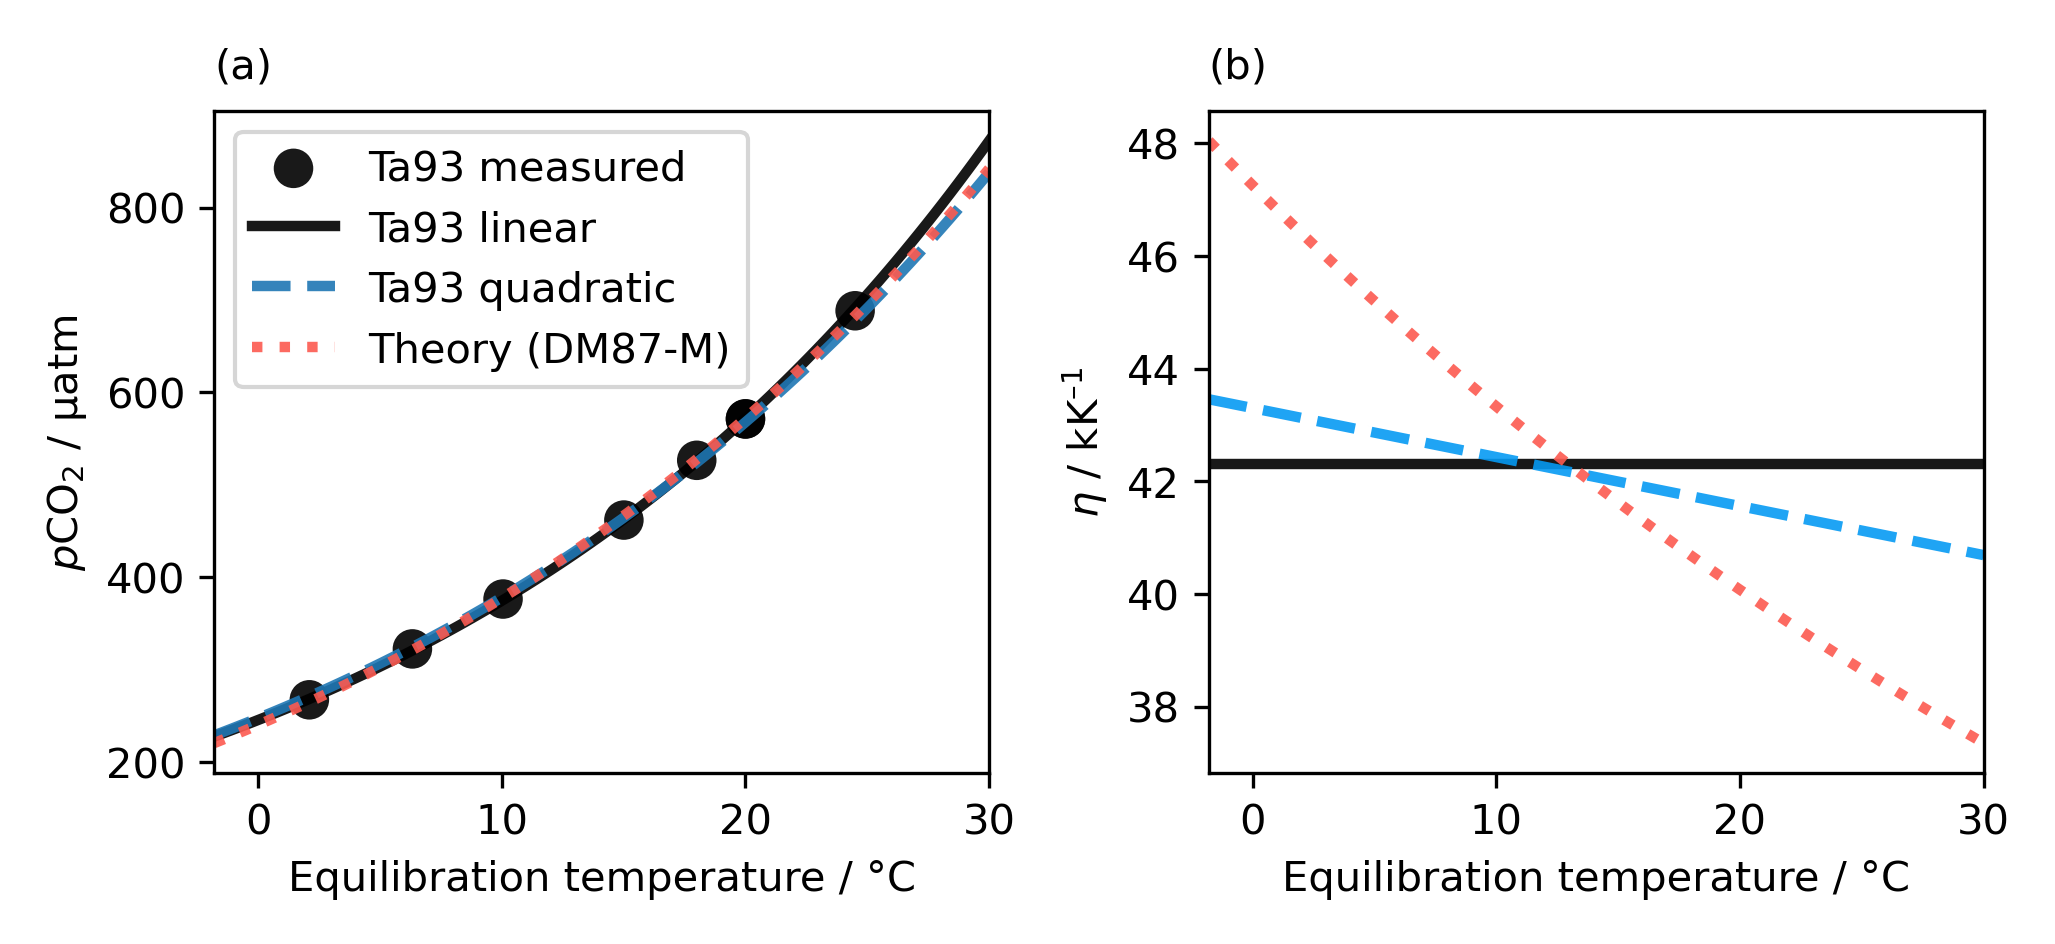 (a)
Ta93 measured
Ta93 linear
Ta93 quadratic
Theory (DM87-M)
800
600
400
200
pCO₂ / µatm
0 10 20 30
Equilibration temperature / °C
(b)
48
46
44
42
40
38
η / kK⁻¹
0 10 20 30
Equilibration temperature / °C